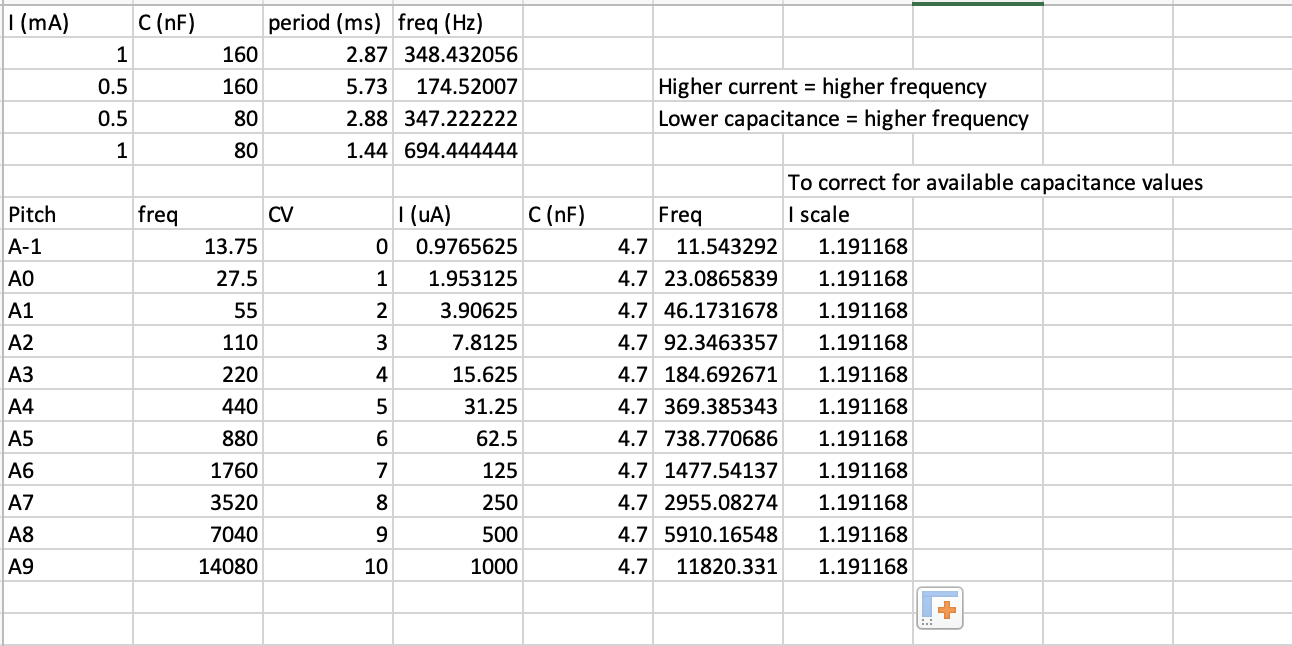 I (mA) C (nF) period (ms) freq (Hz)
1 160 2.87 348.432056
0.5 160 5.73 174.52007 Higher current = higher frequency
0.5 80 2.88 347.222222 Lower capacitance = higher frequency
1 80 1.44 694.444444
To correct for available capacitance values
Pitch freq CV I (uA) C (nF) Freq I scale
A-1 13.75 0 0.9765625 4.7 11.543292 1.191168
A0 27.5 1 1.953125 4.7 23.0865839 1.191168
A1 55 2 3.90625 4.7 46.1731678 1.191168
A2 110 3 7.8125 4.7 92.3463357 1.191168
A3 220 4 15.625 4.7 184.692671 1.191168
A4 440 5 31.25 4.7 369.385343 1.191168
A5 880 6 62.5 4.7 738.770686 1.191168
A6 1760 7 125 4.7 1477.54137 1.191168
A7 3520 8 250 4.7 2955.08274 1.191168
A8 7040 9 500 4.7 5910.16548 1.191168
A9 14080 10 1000 4.7 11820.331 1.191168